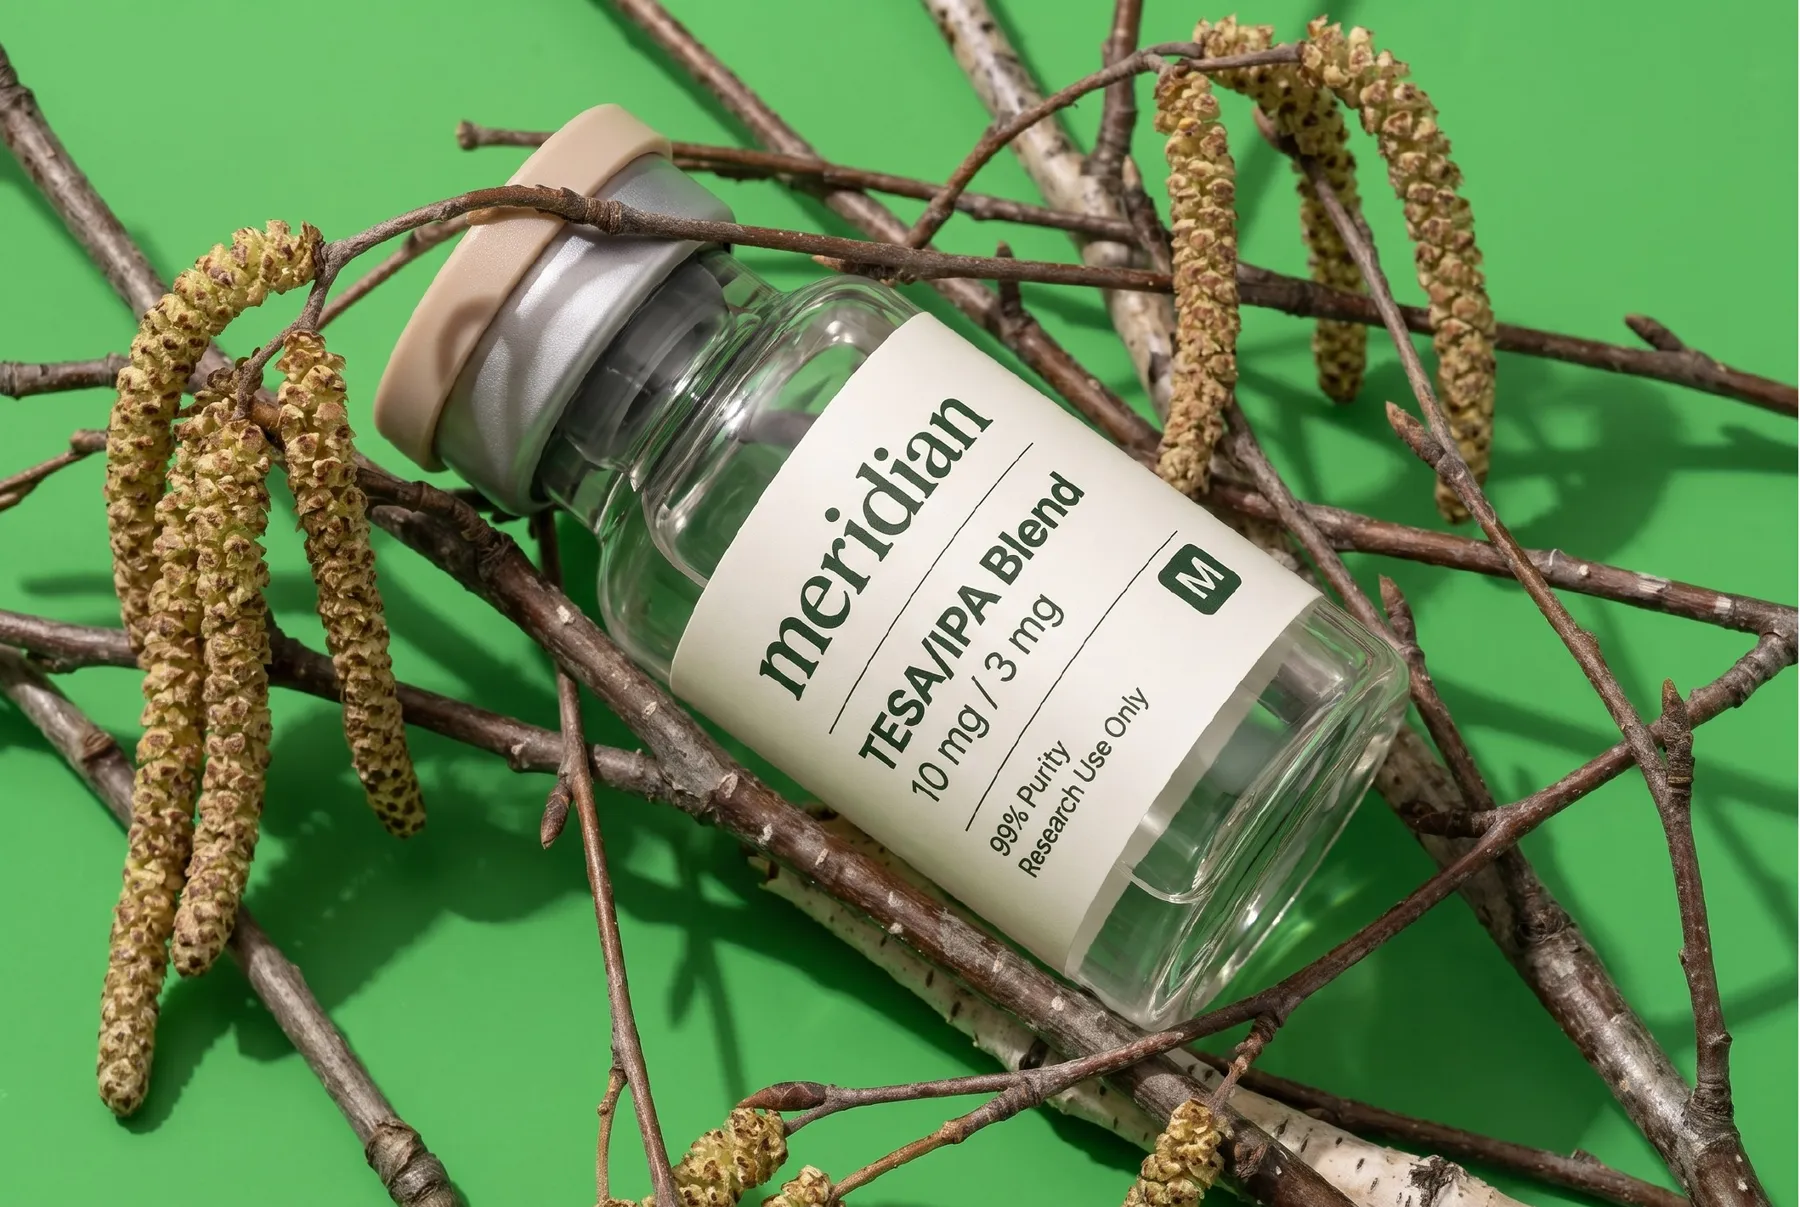 meridian
TESA/IPA Blend
10 mg / 3 mg
M
99% Purity
Research Use Only